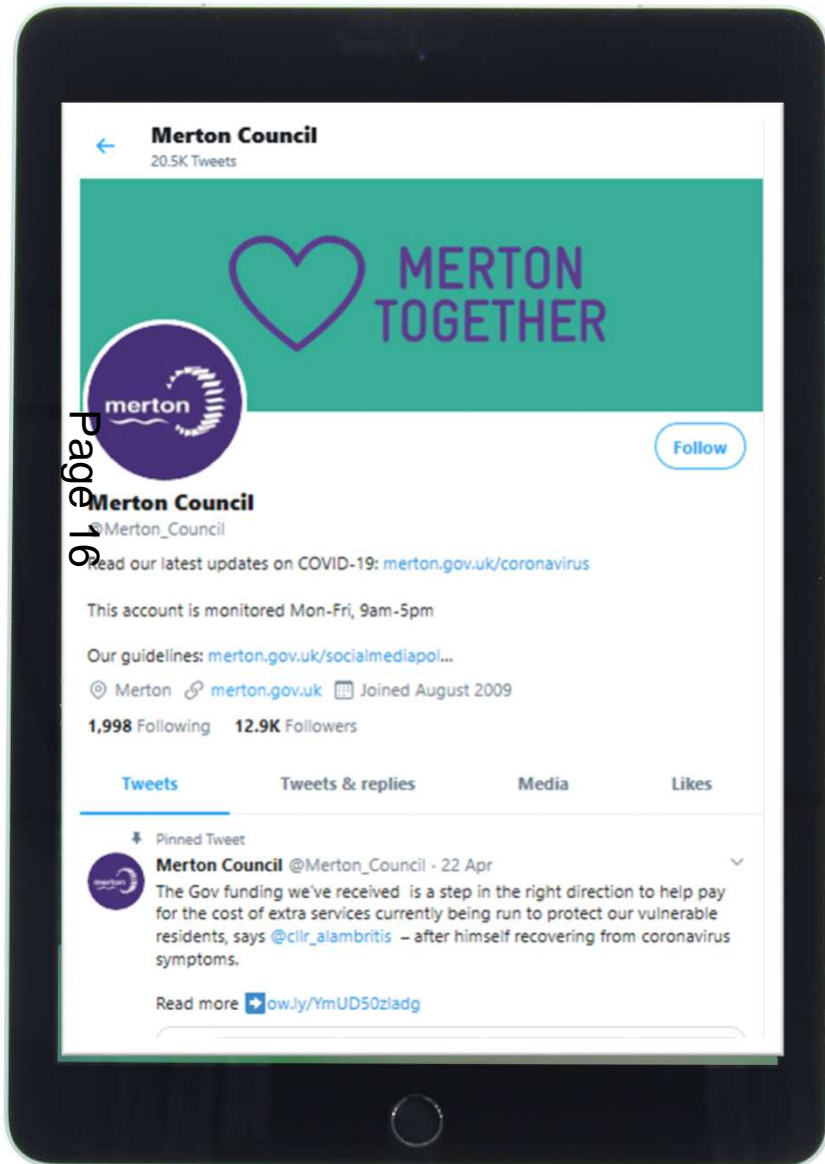 Merton Council
20.5K Tweets
MERTON
TOGETHER
merton
Follow
Page 16
Merton Council
@Merton_Council
Read our latest updates on COVID-19: merton.gov.uk/coronavirus
This account is monitored Mon-Fri, 9am-5pm
Our guidelines: merton.gov.uk/socialmediapol...
Merton merton.gov.uk Joined August 2009
1,998 Following 12.9K Followers
Tweets Tweets & replies Media Likes
Pinned Tweet
merton
Merton Council @Merton_Council · 22 Apr
The Gov funding we've received is a step in the right direction to help pay
for the cost of extra services currently being run to protect our vulnerable
residents, says @cllr_alambritis – after himself recovering from coronavirus
symptoms.
Read more ➡ow.ly/YmUD50zladg